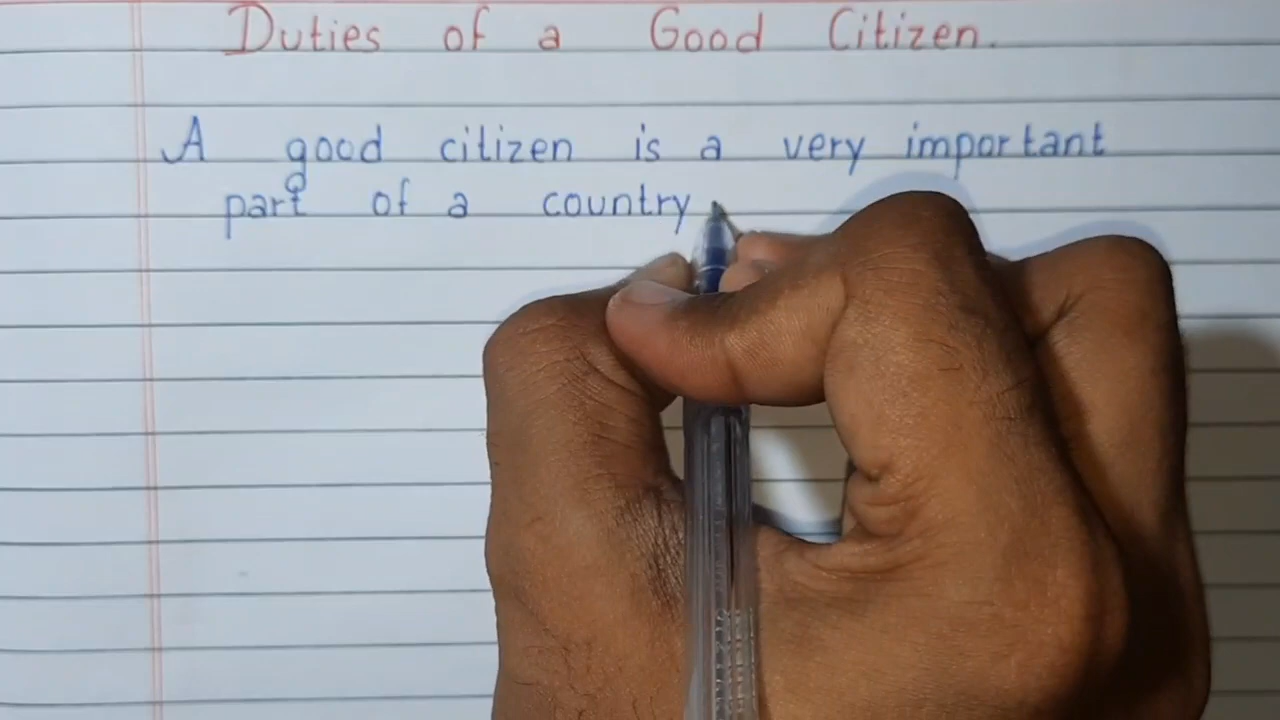 Duties of a Good Citizen.
A good citizen is a very important
part of a country